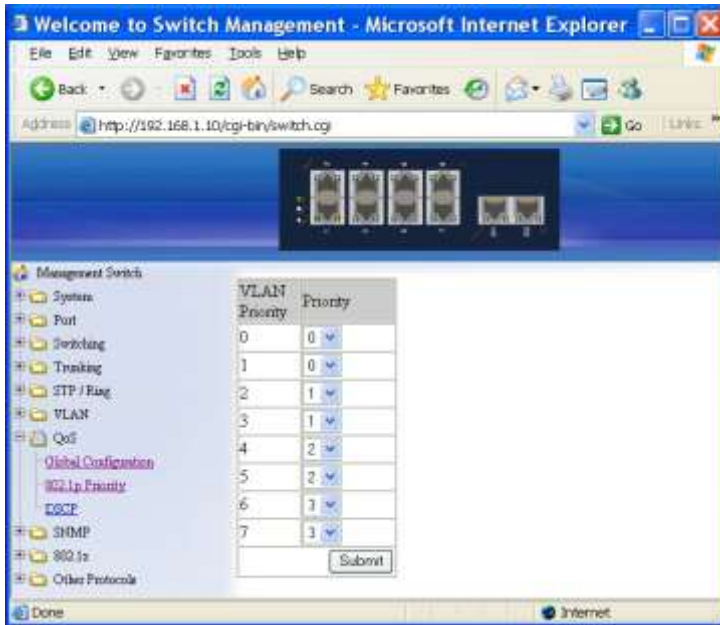 Welcome to Switch Management - Microsoft Internet Explorer
File Edit View Favorites Tools Help
Back Search Favorites
Address http://192.168.1.10/cgi-bin/switch.cgi Go Links »
Management Switch
System
Port
Switching
Trunking
STP / Ring
VLAN
QoS
Global Configuration
802.1p Priority
DSCP
SNMP
802.1x
Other Protocols
VLAN Priority Priority
0 0
1 0
2 1
3 1
4 2
5 2
6 3
7 3
Submit
Done Internet